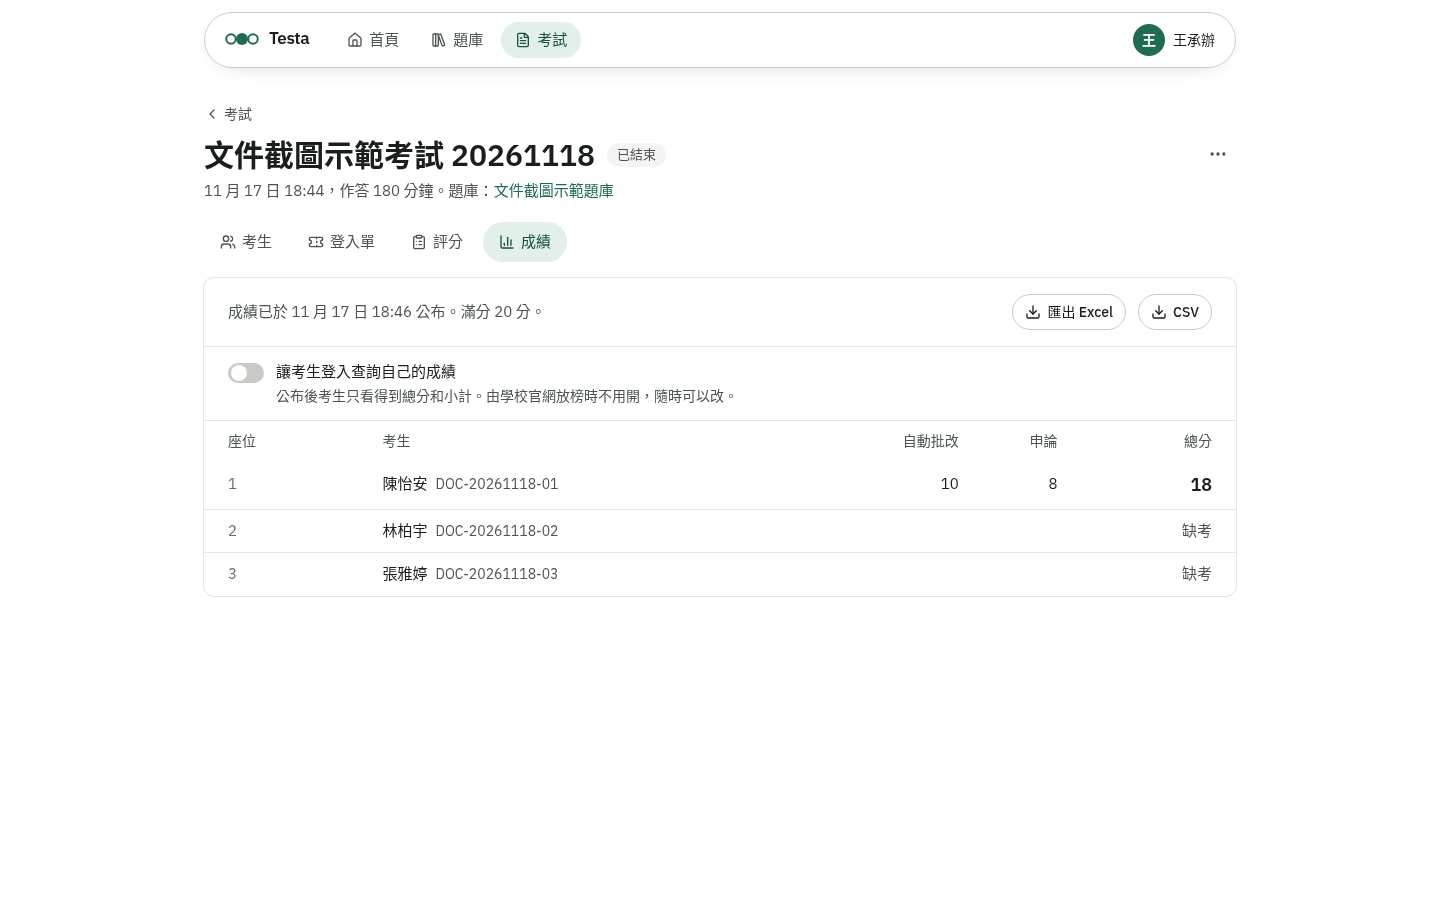 Testa 首頁 題庫 考試 王 王承辦
考試
文件截圖示範考試 20261118 已結束
11 月 17 日 18:44，作答 180 分鐘。題庫：文件截圖示範題庫
考生 登入單 評分 成績
成績已於 11 月 17 日 18:46 公布。滿分 20 分。 匯出 Excel CSV
讓考生登入查詢自己的成績
公布後考生只看得到總分和小計。由學校官網放榜時不用開，隨時可以改。
座位 考生 自動批改 申論 總分
1 陳怡安 DOC-20261118-01 10 8 18
2 林柏宇 DOC-20261118-02 缺考
3 張雅婷 DOC-20261118-03 缺考